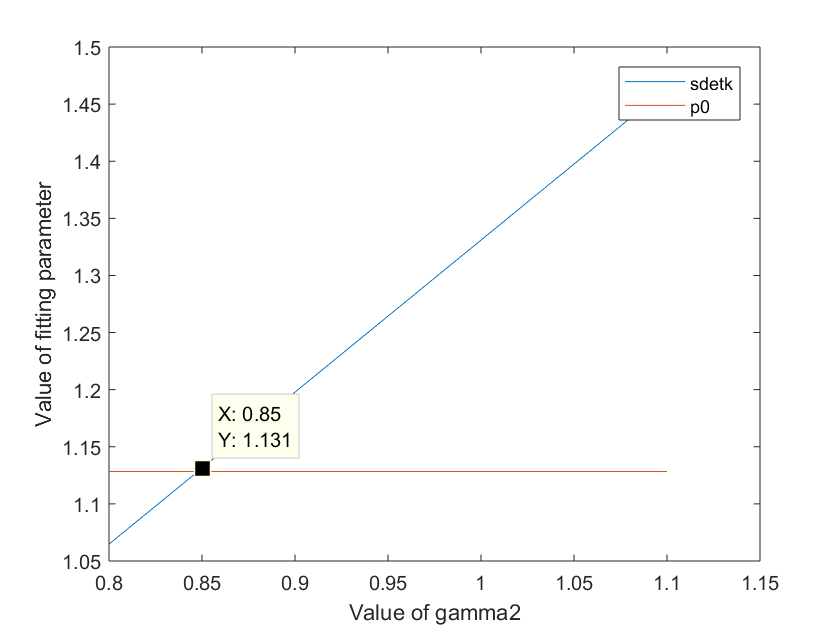 1.5
1.45
1.4
1.35
1.3
1.25
1.2
1.15
1.1
1.05
Value of fitting parameter
sdetk
p0
X: 0.85
Y: 1.131
0.8 0.85 0.9 0.95 1 1.05 1.1 1.15
Value of gamma2